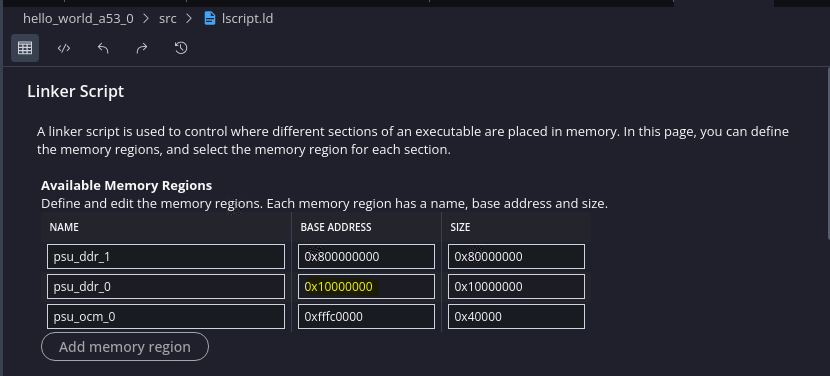 hello_world_a53_0 > src > lscript.ld
</>
Linker Script
A linker script is used to control where different sections of an executable are placed in memory. In this page, you can define
the memory regions, and select the memory region for each section.
Available Memory Regions
Define and edit the memory regions. Each memory region has a name, base address and size.
NAME BASE ADDRESS SIZE
psu_ddr_1 0x800000000 0x80000000
psu_ddr_0 0x10000000 0x10000000
psu_ocm_0 0xfffc0000 0x40000
Add memory region